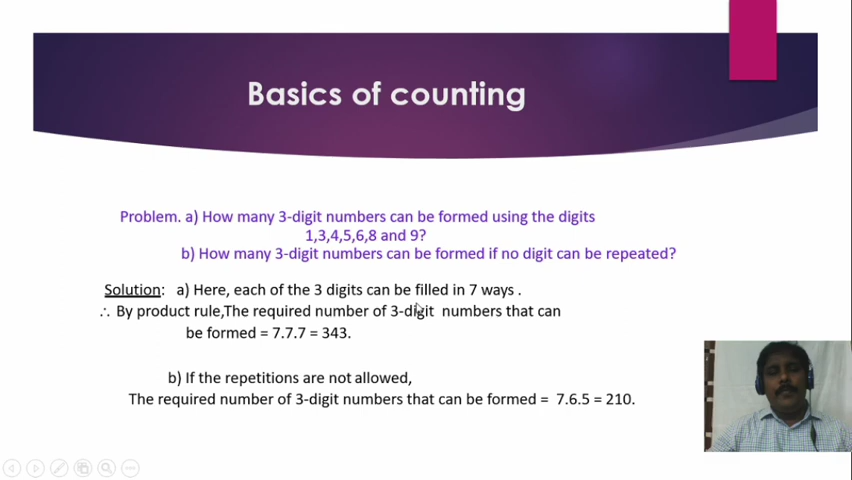 Basics of counting
Problem. a) How many 3-digit numbers can be formed using the digits
1,3,4,5,6,8 and 9?
b) How many 3-digit numbers can be formed if no digit can be repeated?
Solution: a) Here, each of the 3 digits can be filled in 7 ways .
∴ By product rule,The required number of 3-digit numbers that can
be formed = 7.7.7 = 343.
b) If the repetitions are not allowed,
The required number of 3-digit numbers that can be formed = 7.6.5 = 210.